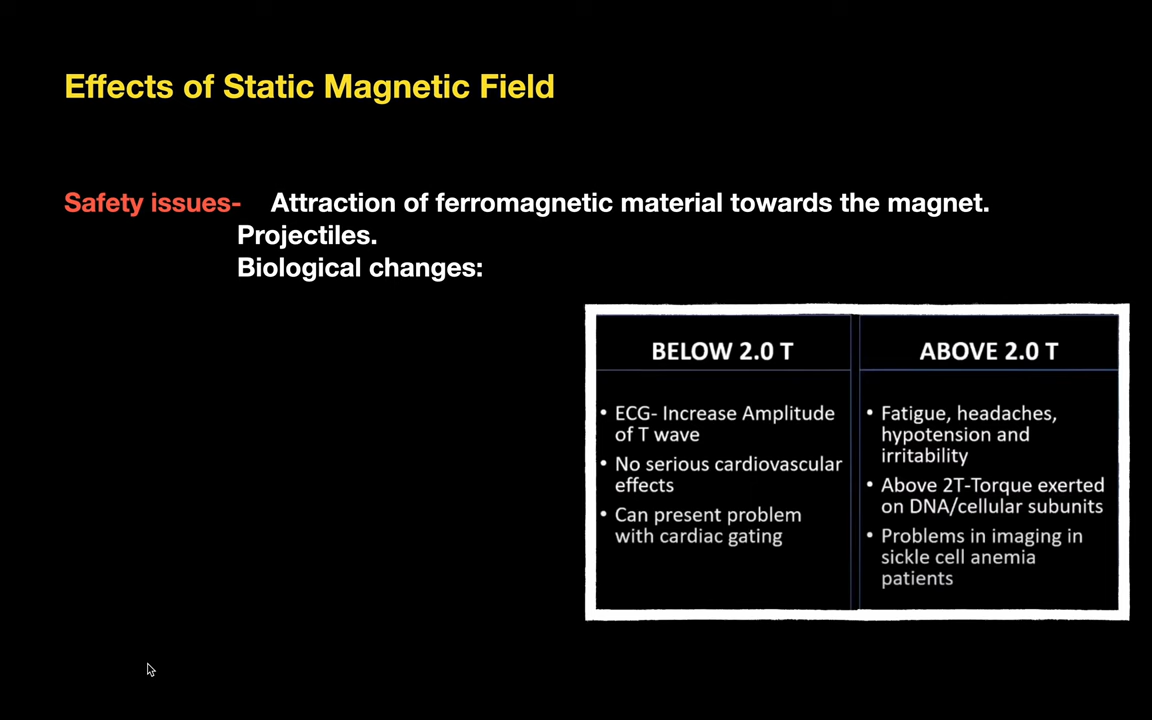 Effects of Static Magnetic Field
Safety issues- Attraction of ferromagnetic material towards the magnet.
Projectiles.
Biological changes:
BELOW 2.0 T
• ECG- Increase Amplitude
of T wave
• No serious cardiovascular
effects
• Can present problem
with cardiac gating
ABOVE 2.0 T
• Fatigue, headaches,
hypotension and
irritability
• Above 2T-Torque exerted
on DNA/cellular subunits
• Problems in imaging in
sickle cell anemia
patients